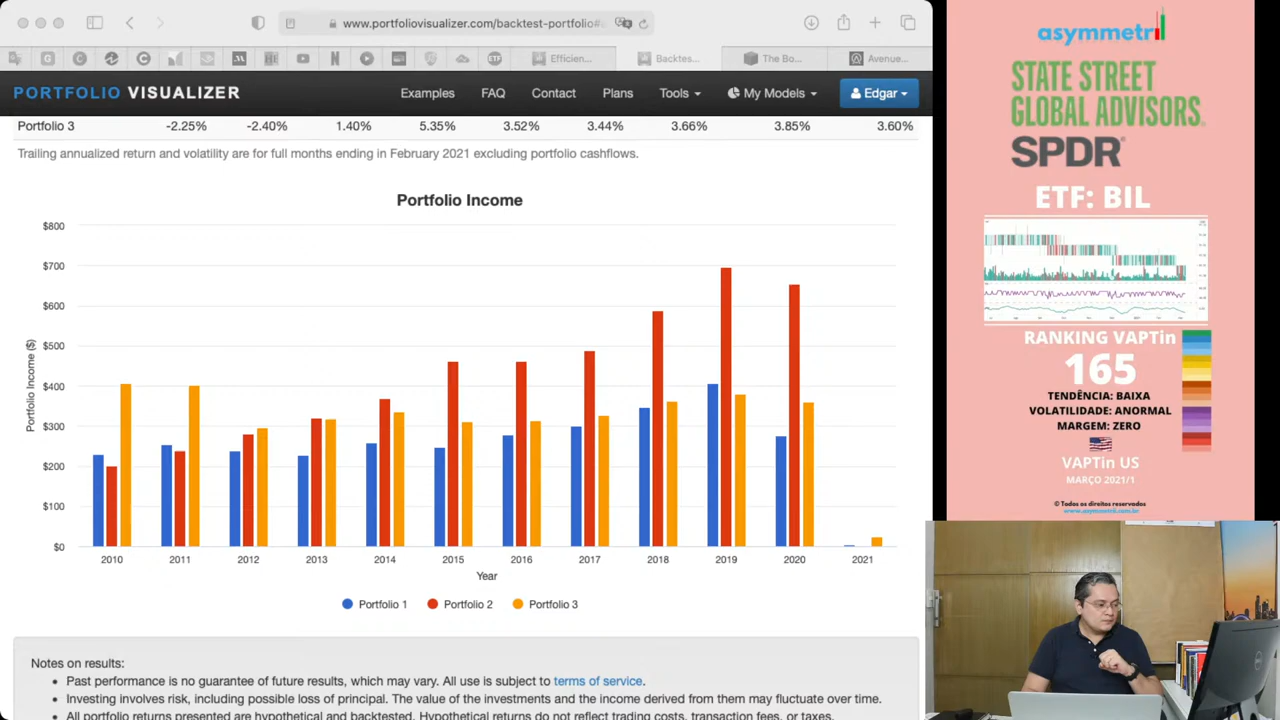 www.portfoliovisualizer.com/backtest-portfolio#
Efficien...
Backtes...
The Bo...
Avenue...
PORTFOLIO VISUALIZER
Examples
FAQ
Contact
Plans
Tools
My Models
Edgar
Portfolio 3 -2.25% -2.40% 1.40% 5.35% 3.52% 3.44% 3.66% 3.85% 3.60%
Trailing annualized return and volatility are for full months ending in February 2021 excluding portfolio cashflows.
Portfolio Income
$800
$700
$600
$500
$400
$300
$200
$100
$0
Portfolio Income ($)
2010 2011 2012 2013 2014 2015 2016 2017 2018 2019 2020 2021
Year
Portfolio 1 Portfolio 2 Portfolio 3
Notes on results:
• Past performance is no guarantee of future results, which may vary. All use is subject to terms of service.
• Investing involves risk, including possible loss of principal. The value of the investments and the income derived from them may fluctuate over time.
• All portfolio returns presented are hypothetical and backtested. Hypothetical returns do not reflect trading costs, transaction fees, or taxes.
asymmetri
STATE STREET
GLOBAL ADVISORS
SPDR®
ETF: BIL
RANKING VAPTin
165
TENDÊNCIA: BAIXA
VOLATILIDADE: ANORMAL
MARGEM: ZERO
VAPTin US
MARÇO 2021/1
© Todos os direitos reservados
www.asymmetri.com.br